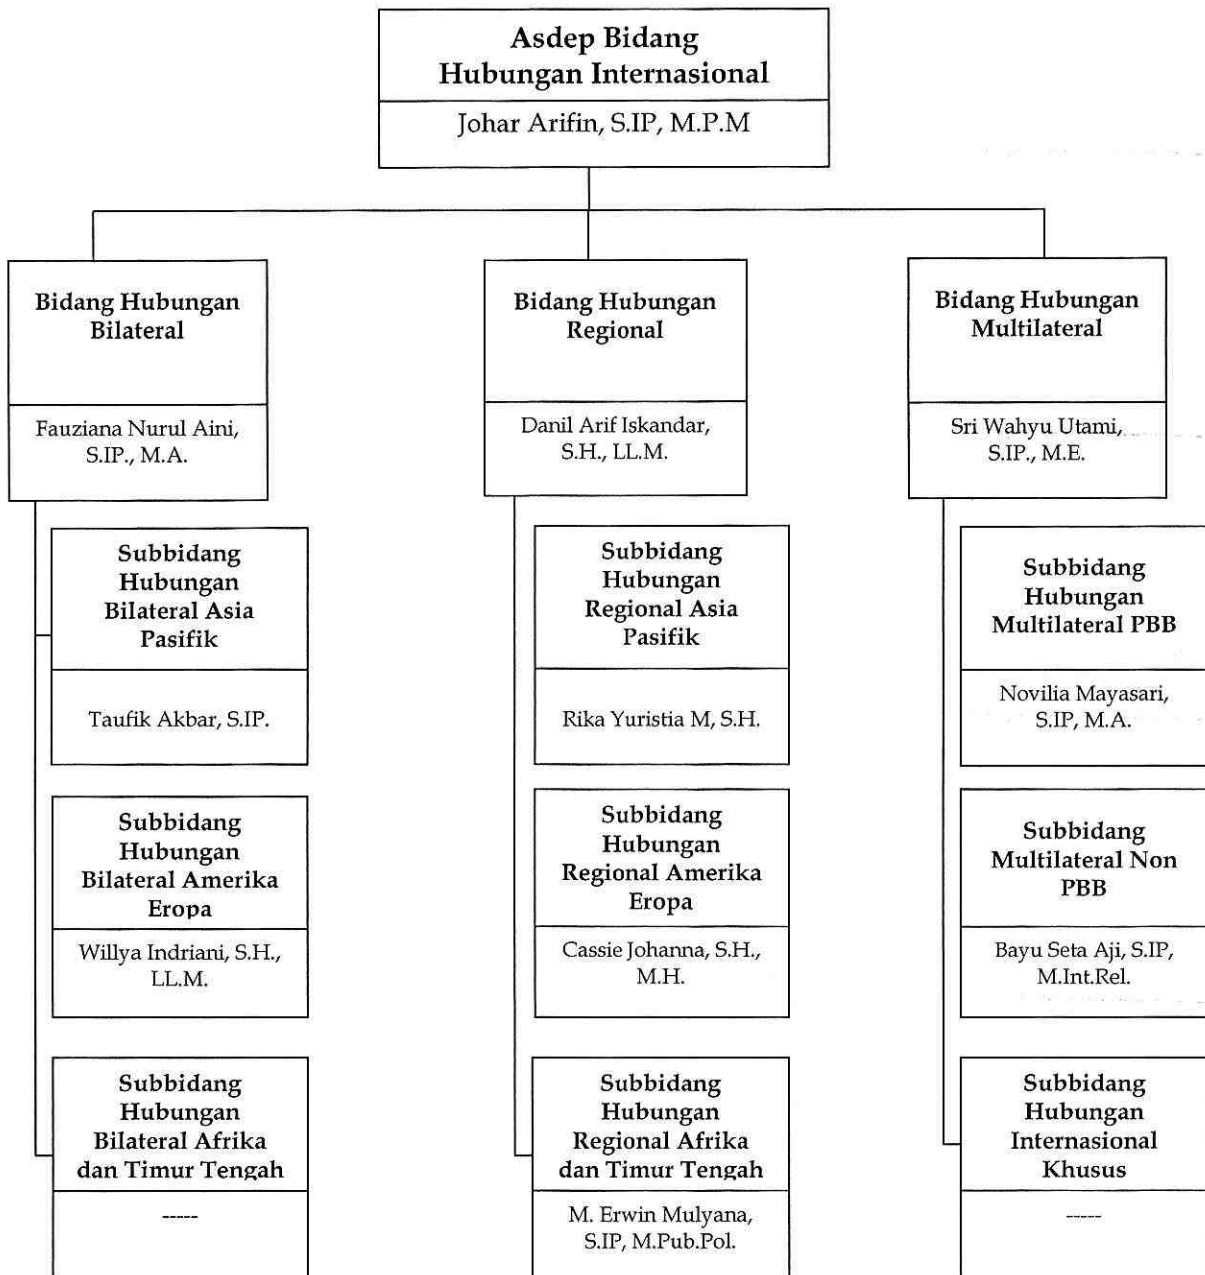 Asdep Bidang
Hubungan Internasional
Johar Arifin, S.IP, M.P.M
Bidang Hubungan
Bilateral
Fauziana Nurul Aini,
S.IP., M.A.
Bidang Hubungan
Regional
Danil Arif Iskandar,
S.H., LL.M.
Bidang Hubungan
Multilateral
Sri Wahyu Utami,
S.IP., M.E.
Subbidang
Hubungan
Bilateral Asia
Pasifik
Taufik Akbar, S.IP.
Subbidang
Hubungan
Regional Asia
Pasifik
Rika Yuristia M, S.H.
Subbidang
Hubungan
Multilateral PBB
Novilia Mayasari,
S.IP, M.A.
Subbidang
Hubungan
Bilateral Amerika
Eropa
Willya Indriani, S.H.,
LL.M.
Subbidang
Hubungan
Regional Amerika
Eropa
Cassie Johanna, S.H.,
M.H.
Subbidang
Multilateral Non
PBB
Bayu Seta Aji, S.IP,
M.Int.Rel.
Subbidang
Hubungan
Bilateral Afrika
dan Timur Tengah
-----
Subbidang
Hubungan
Regional Afrika
dan Timur Tengah
M. Erwin Mulyana,
S.IP, M.Pub.Pol.
Subbidang
Hubungan
Internasional
Khusus
-----